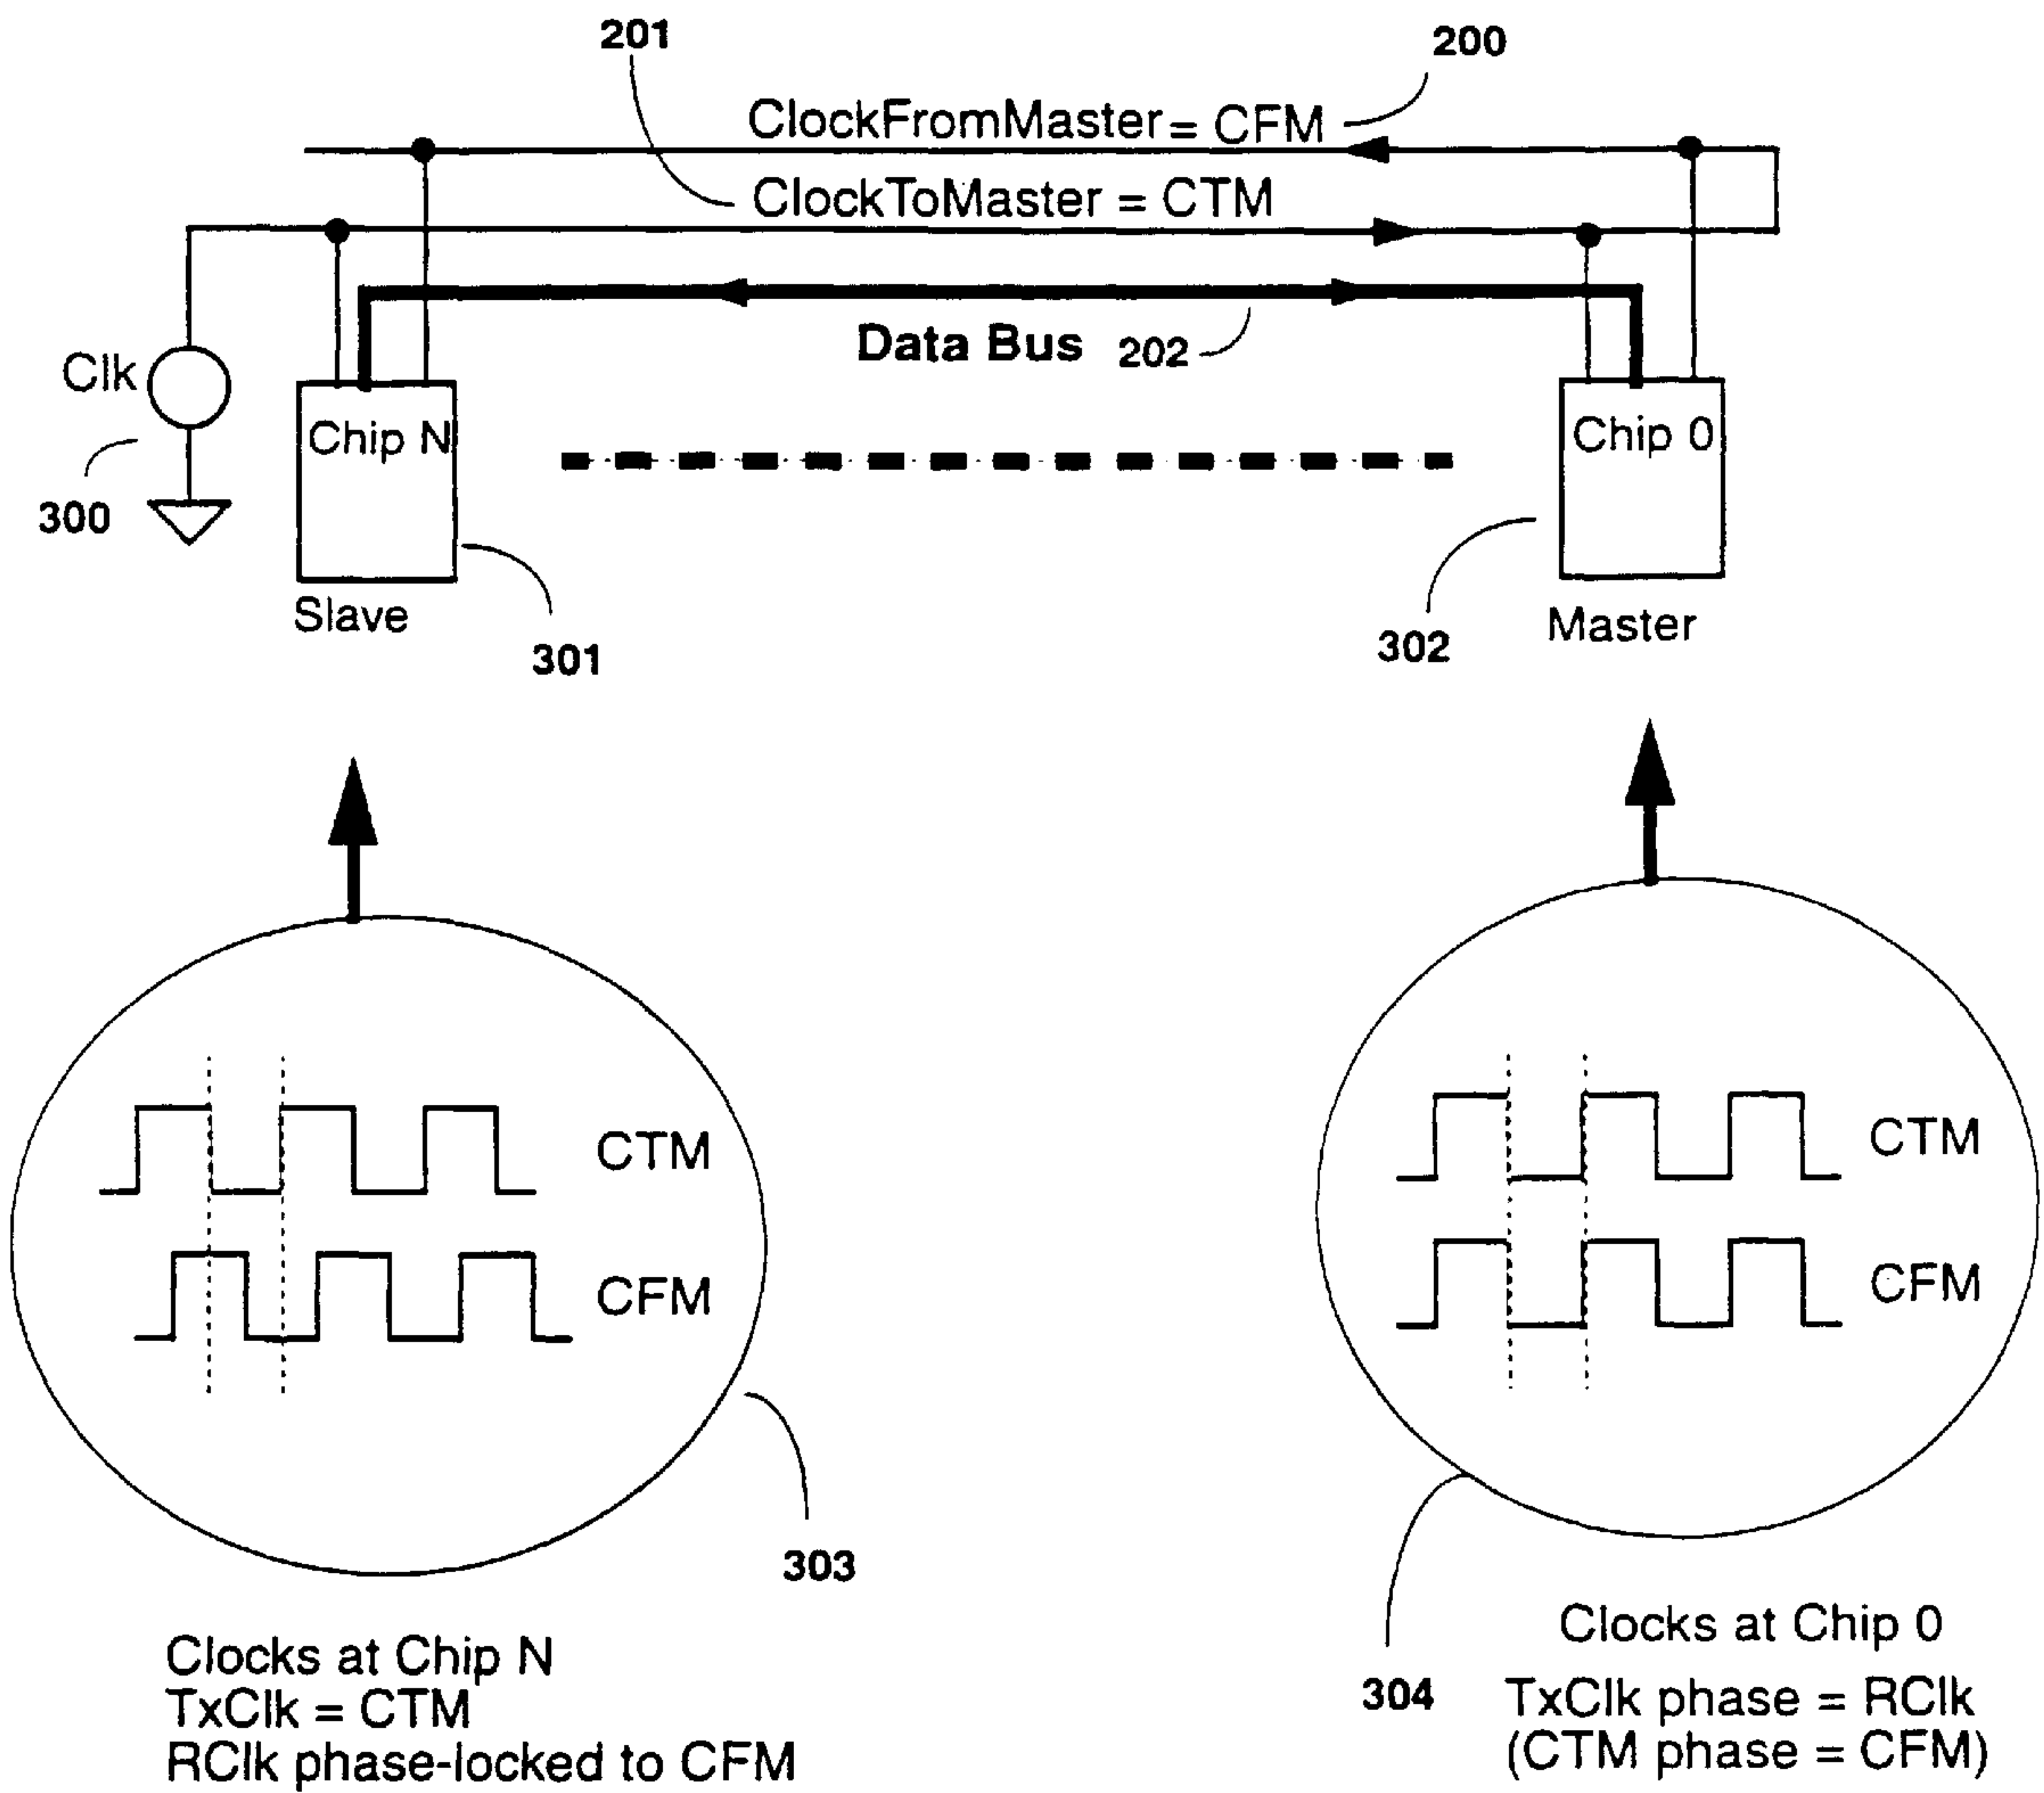 201
200
ClockFromMaster = CFM
ClockToMaster = CTM
Data Bus 202
Clk
Chip N
Chip 0
300
Slave
Master
301
302
CTM
CTM
CFM
CFM
303
Clocks at Chip N
TxClk = CTM
RClk phase-locked to CFM
304
Clocks at Chip 0
TxClk phase = RClk
(CTM phase = CFM)